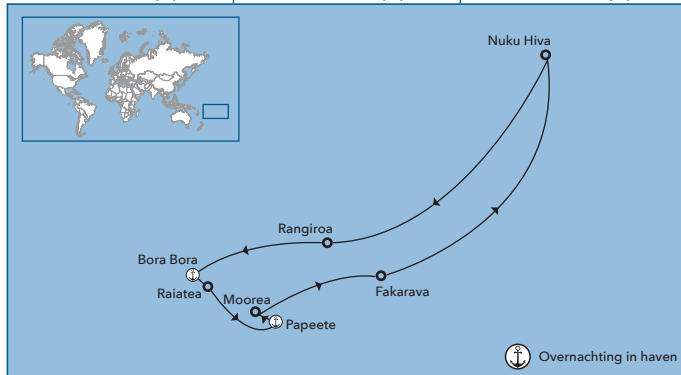 Nuku Hiva
Rangiroa
Bora Bora
Raiatea
Moorea
Fakarava
Papeete
Overnachting in haven